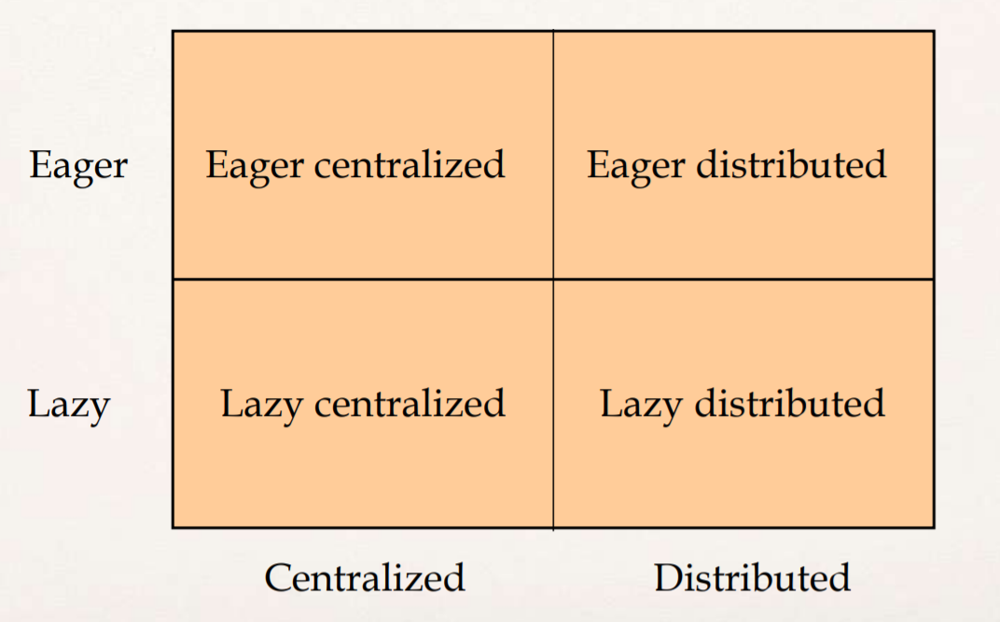 Eager
Eager centralized
Eager distributed
Lazy
Lazy centralized
Lazy distributed
Centralized
Distributed